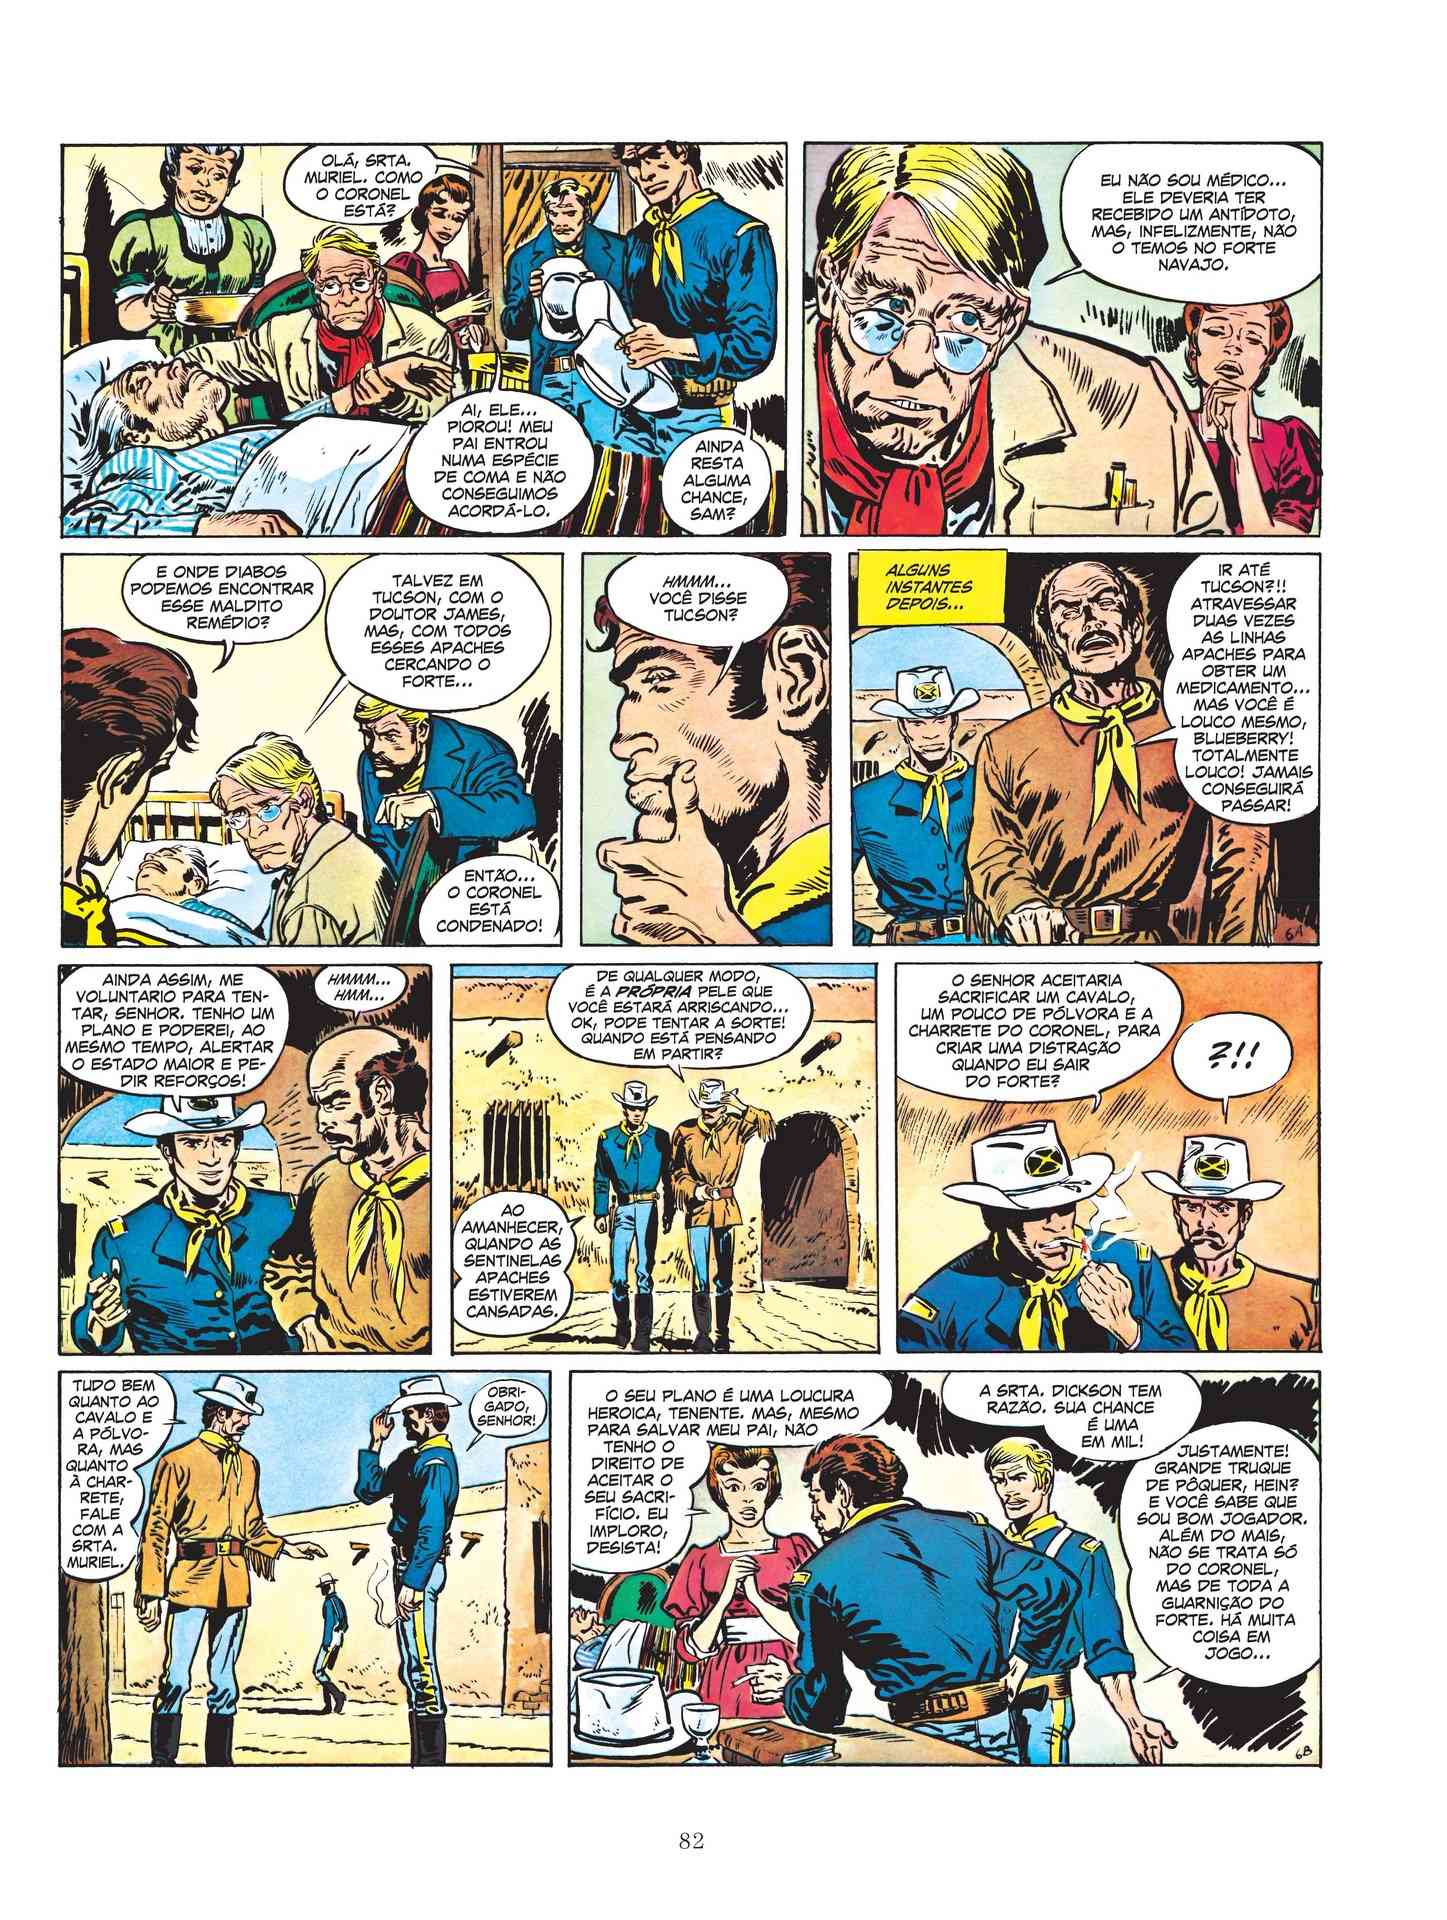 OLÁ, SRTA.
MURIEL. COMO
O CORONEL
ESTÁ?
AI, ELE...
PIOROU! MEU
PAI ENTROU
NUMA ESPÉCIE
DE COMA E NÃO
CONSEGUIMOS
ACORDÁ-LO.
AINDA
RESTA
ALGUMA
CHANCE,
SAM?
EU NÃO SOU MÉDICO...
ELE DEVERIA TER
RECEBIDO UM ANTÍDOTO,
MAS, INFELIZMENTE, NÃO
O TEMOS NO FORTE
NAVAJO.
E ONDE DIABOS
PODEMOS ENCONTRAR
ESSE MALDITO
REMÉDIO?
TALVEZ EM
TUCSON, COM O
DOUTOR JAMES,
MAS, COM TODOS
ESSES APACHES
CERCANDO O
FORTE...
ENTÃO...
O CORONEL
ESTÁ
CONDENADO!
HMMM...
VOCÊ DISSE
TUCSON?
ALGUNS
INSTANTES
DEPOIS...
IR ATÉ
TUCSON?!!
ATRAVESSAR
DUAS VEZES
AS LINHAS
APACHES PARA
OBTER UM
MEDICAMENTO...
MAS VOCÊ É
LOUCO MESMO,
BLUEBERRY!
TOTALMENTE
LOUCO! JAMAIS
CONSEGUIRÁ
PASSAR!
6A
AINDA ASSIM, ME
VOLUNTARIO PARA TEN-
TAR, SENHOR. TENHO UM
PLANO E PODEREI, AO
MESMO TEMPO, ALERTAR
O ESTADO MAIOR E PE-
DIR REFORÇOS!
HMMM...
HMM...
DE QUALQUER MODO,
É A PRÓPRIA PELE QUE
VOCÊ ESTARÁ ARRISCANDO...
OK, PODE TENTAR A SORTE!
QUANDO ESTÁ PENSANDO
EM PARTIR?
AO
AMANHECER,
QUANDO AS
SENTINELAS
APACHES
ESTIVEREM
CANSADAS.
O SENHOR ACEITARIA
SACRIFICAR UM CAVALO,
UM POUCO DE PÓLVORA E A
CHARRETE DO CORONEL, PARA
CRIAR UMA DISTRAÇÃO
QUANDO EU SAIR
DO FORTE?
?!!
TUDO BEM
QUANTO AO
CAVALO E
A PÓLVO-
RA, MAS
QUANTO
À CHAR-
RETE,
FALE
COM A
SRTA.
MURIEL.
OBRI-
GADO,
SENHOR!
O SEU PLANO É UMA LOUCURA
HEROICA, TENENTE. MAS, MESMO
PARA SALVAR MEU PAI, NÃO
TENHO O
DIREITO DE
ACEITAR O
SEU SACRI-
FÍCIO. EU
IMPLORO,
DESISTA!
A SRTA. DICKSON TEM
RAZÃO. SUA CHANCE
É UMA
EM MIL!
JUSTAMENTE!
GRANDE TRUQUE
DE PÔQUER, HEIN?
E VOCÊ SABE QUE
SOU BOM JOGADOR.
ALÉM DO MAIS,
NÃO SE TRATA SÓ
DO CORONEL,
MAS DE TODA A
GUARNIÇÃO DO
FORTE. HÁ MUITA
COISA EM
JOGO...
6B
82